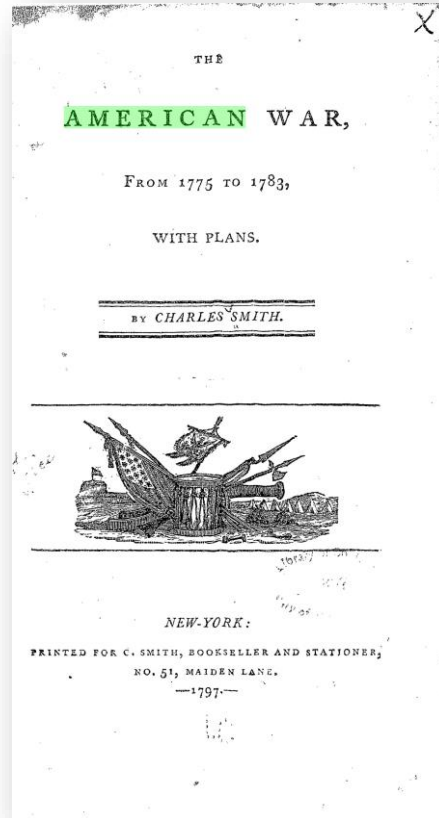 THE
AMERICAN WAR,
FROM 1775 TO 1783,
WITH PLANS.
BY CHARLES SMITH.
NEW-YORK:
PRINTED FOR C. SMITH, BOOKSELLER AND STATIONER,
NO. 51, MAIDEN LANE.
—1797.—